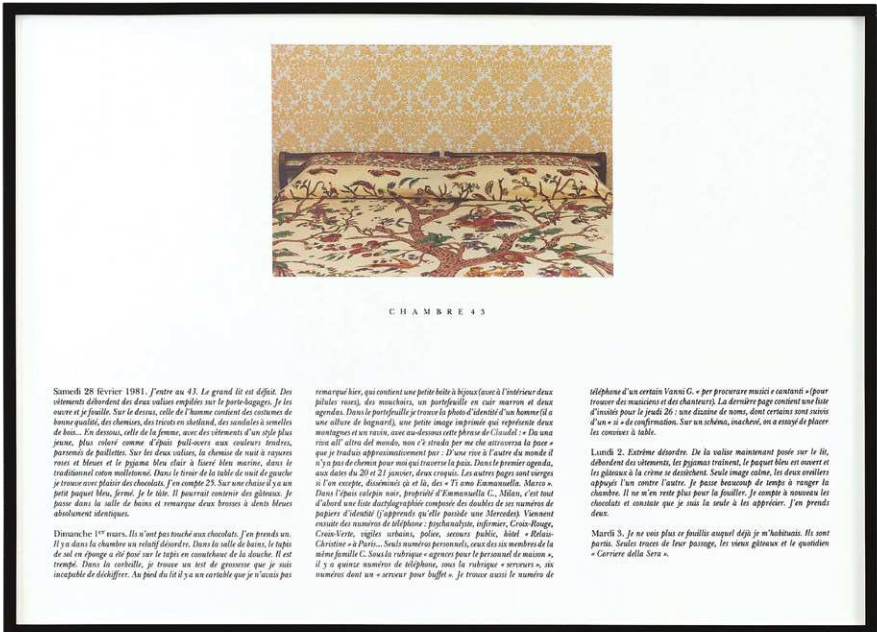 CHAMBRE 43
Samedi 28 février 1981. J'entre au 43. Le grand lit est défait. Des
vêtements débordent des deux valises empilées sur le porte-bagages. Je les
ouvre et je fouille. Sur le dessus, celle de l'homme contient des costumes de
bonne qualité, des chemises, des tricots en shetland, des sandales à semelles
de bois... En dessous, celle de la femme, avec des vêtements d'un style plus
jeune, plus coloré comme d'épais pull-overs aux couleurs tendres,
parsemés de paillettes. Sur les deux valises, la chemise de nuit à rayures
roses et bleues et le pyjama bleu clair à liseré bleu marine, dans le
traditionnel coton molletonné. Dans le tiroir de la table de nuit de gauche
je trouve avec plaisir des chocolats. J'en compte 25. Sur une chaise il y a un
petit paquet bleu, fermé. Je le tâte. Il pourrait contenir des gâteaux. Je
passe dans la salle de bains et remarque deux brosses à dents bleues
absolument identiques.
Dimanche 1er mars. Ils n'ont pas touché aux chocolats. J'en prends un.
Il y a dans la chambre un relatif désordre. Dans la salle de bains, le tapis
de sol en éponge a été posé sur le tapis en caoutchouc de la douche. Il est
trempé. Dans la corbeille, je trouve un test de grossesse que je suis
incapable de déchiffrer. Au pied du lit il y a un cartable que je n'avais pas
remarqué hier, qui contient une petite boîte à bijoux (avec à l'intérieur deux
pilules roses), des mouchoirs, un portefeuille en cuir marron et deux
agendas. Dans le portefeuille je trouve la photo d'identité d'un homme (il a
une allure de bagnard), une petite image imprimée qui représente deux
montagnes et un ravin, avec au-dessous cette phrase de Claudel : « Da una
riva all' altra del mondo, non c'è strada per me che attraversa la pace »
que je traduis approximativement par : D'une rive à l'autre du monde il
n'y a pas de chemin pour moi qui traverse la paix. Dans le premier agenda,
aux dates du 20 et 21 janvier, deux croquis. Les autres pages sont vierges
si l'on excepte, disséminés çà et là, des « Ti amo Emmanuella. Marco ».
Dans l'épais calepin noir, propriété d'Emmanuella C., Milan, c'est tout
d'abord une liste dactylographiée composée des doubles de ses numéros de
papiers d'identité (j'apprends qu'elle possède une Mercedes). Viennent
ensuite des numéros de téléphone : psychanalyste, infirmier, Croix-Rouge,
Croix-Verte, vigiles urbains, police, secours public, hôtel « Relais-
Christine » à Paris... Seuls numéros personnels, ceux des six membres de la
même famille C. Sous la rubrique « agences pour le personnel de maison »,
il y a quinze numéros de téléphone, sous la rubrique « serveurs », six
numéros dont un « serveur pour buffet ». Je trouve aussi le numéro de
téléphone d'un certain Vanni G. « per procurare musici e cantanti » (pour
trouver des musiciens et des chanteurs). La dernière page contient une liste
d'invités pour le jeudi 26 : une dizaine de noms, dont certains sont suivis
d'un « si » de confirmation. Sur un schéma, inachevé, on a essayé de placer
les convives à table.
Lundi 2. Extrême désordre. De la valise maintenant posée sur le lit,
débordent des vêtements, les pyjamas traînent, le paquet bleu est ouvert et
les gâteaux à la crème se dessèchent. Seule image calme, les deux oreillers
appuyés l'un contre l'autre. Je passe beaucoup de temps à ranger la
chambre. Il ne m'en reste plus pour la fouiller. Je compte à nouveau les
chocolats et constate que je suis la seule à les apprécier. J'en prends
deux.
Mardi 3. Je ne vois plus ce fouillis auquel déjà je m'habituais. Ils sont
partis. Seules traces de leur passage, les vieux gâteaux et le quotidien
« Corriere della Sera ».